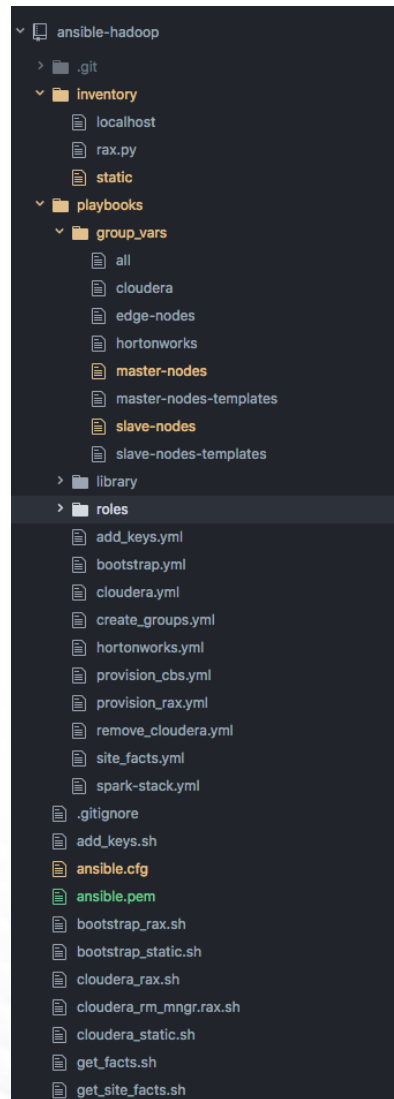 ansible-hadoop
.git
inventory
localhost
rax.py
static
playbooks
group_vars
all
cloudera
edge-nodes
hortonworks
master-nodes
master-nodes-templates
slave-nodes
slave-nodes-templates
library
roles
add_keys.yml
bootstrap.yml
cloudera.yml
create_groups.yml
hortonworks.yml
provision_cbs.yml
provision_rax.yml
remove_cloudera.yml
site_facts.yml
spark-stack.yml
.gitignore
add_keys.sh
ansible.cfg
ansible.pem
bootstrap_rax.sh
bootstrap_static.sh
cloudera_rax.sh
cloudera_rm_mngr.rax.sh
cloudera_static.sh
get_facts.sh
get_site_facts.sh